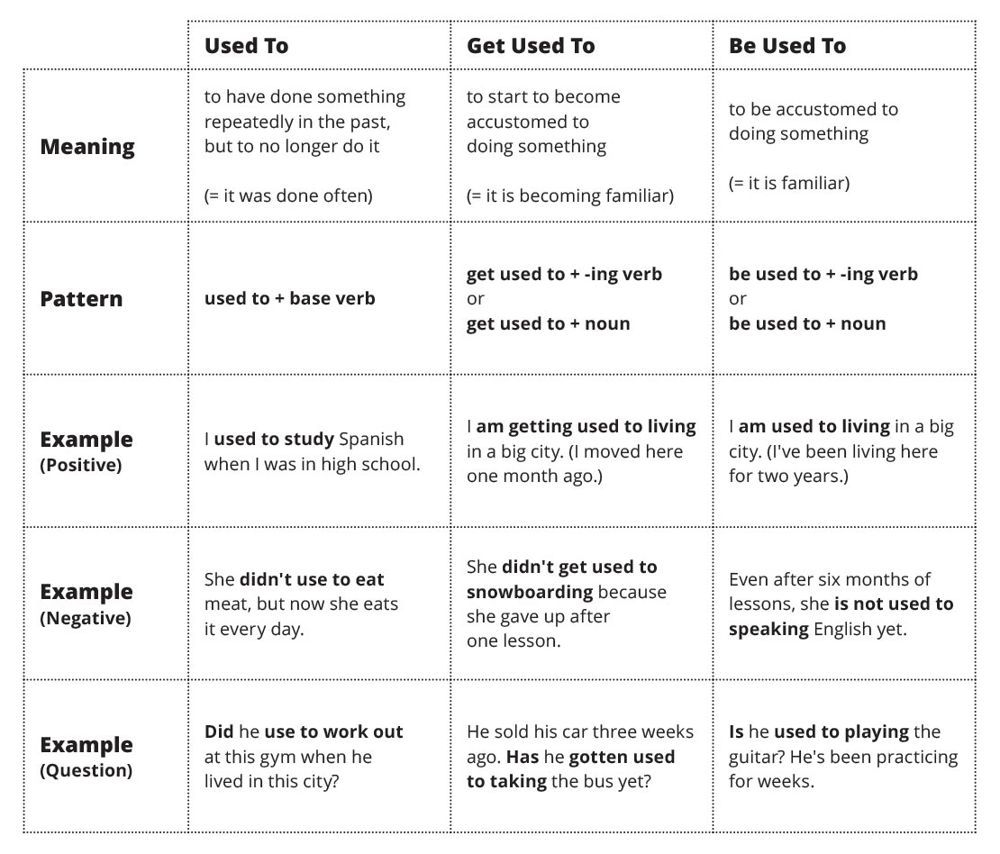 Used To
Get Used To
Be Used To
Meaning
to have done something
repeatedly in the past,
but to no longer do it
(= it was done often)
to start to become
accustomed to
doing something
(= it is becoming familiar)
to be accustomed to
doing something
(= it is familiar)
Pattern
used to + base verb
get used to + -ing verb
or
get used to + noun
be used to + -ing verb
or
be used to + noun
Example
(Positive)
I used to study Spanish
when I was in high school.
I am getting used to living
in a big city. (I moved here
one month ago.)
I am used to living in a big
city. (I've been living here
for two years.)
Example
(Negative)
She didn't use to eat
meat, but now she eats
it every day.
She didn't get used to
snowboarding because
she gave up after
one lesson.
Even after six months of
lessons, she is not used to
speaking English yet.
Example
(Question)
Did he use to work out
at this gym when he
lived in this city?
He sold his car three weeks
ago. Has he gotten used
to taking the bus yet?
Is he used to playing the
guitar? He's been practicing
for weeks.